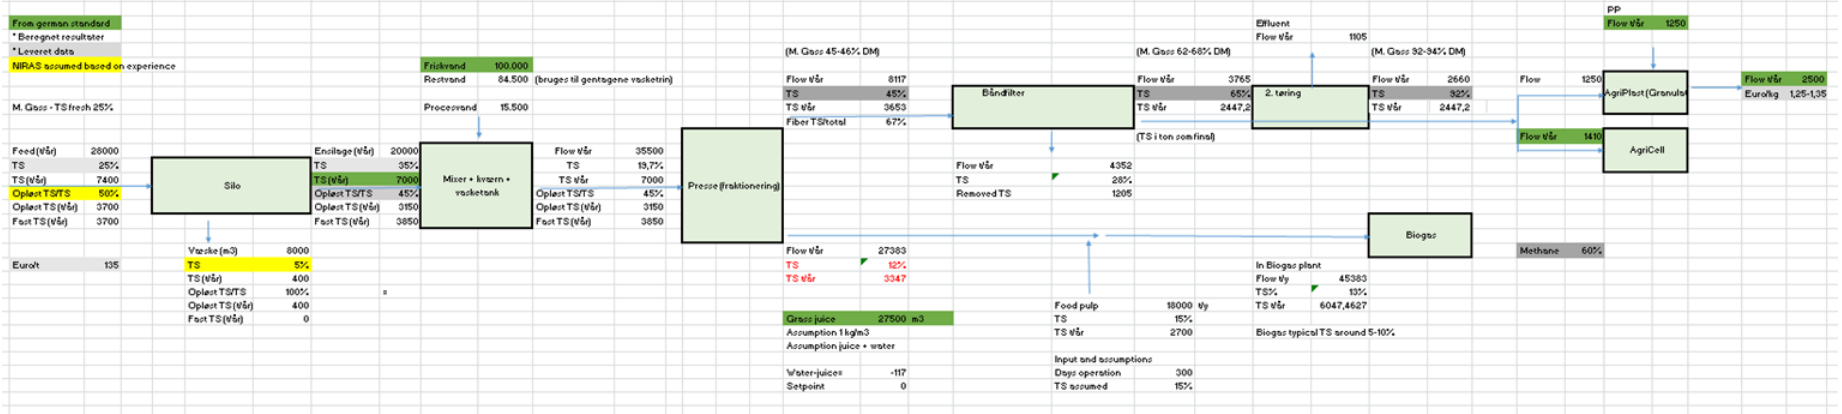 PP
From german standard
Effluent
Flow t/år 1250
* Beregnet resultater
Flow t/år 1105
* Leveret data
(M. Gass 45-46% DM)
(M. Gass 62-68% DM)
(M. Gass 92-94% DM)
NIRAS assumed based on experience
Friskvand 100.000
Restvand 84.500 (bruges til gentagene vasketrin)
Flow t/år 8117
Flow t/år 3765
Flow t/år 2660
Flow 1250
Flow t/år 2500
TS 45%
Båndfilter
TS 65%
2. tøring
TS 92%
AgriPlast (Granulat
Euro/kg 1,25-1,35
M. Gass - TS fresh 25%
Procesvand 15.500
TS t/år 3653
TS t/år 2447,2
TS t/år 2447,2
Fiber TS/total 67%
(TS i ton som final)
Flow t/år 1410
Feed (t/år) 28000
Ensilage (t/år) 20000
Flow t/år 35500
AgriCell
TS 25%
TS 35%
TS 19,7%
Flow t/år 4352
TS (t/år) 7400
Silo
TS (t/år) 7000
Mixer + kværn + vasketank
TS t/år 7000
Presse (fraktionering)
TS 28%
Opløst TS/TS 50%
Opløst TS/TS 45%
Opløst TS/TS 45%
Removed TS 1205
Opløst TS (t/år) 3700
Opløst TS (t/år) 3150
Opløst TS (t/år) 3150
Fast TS (t/år) 3700
Fast TS (t/år) 3850
Fast TS (t/år) 3850
Biogas
Væske (m3) 8000
Flow t/år 27383
Methane 60%
Euro/t 135
TS 5%
TS 12%
In Biogas plant
TS (t/år) 400
TS t/år 3347
Flow t/y 45383
Opløst TS/TS 100%
TS% 13%
Opløst TS (t/år) 400
Food pulp 18000 t/y
TS t/år 6047,4627
Fast TS (t/år) 0
Grass juice 27500 m3
TS 15%
Assumption 1 kg/m3
TS t/år 2700
Biogas typical TS around 5-10%
Assumption juice + water
Input and assumptions
Water-juice= -117
Days operation 300
Setpoint 0
TS assumed 15%